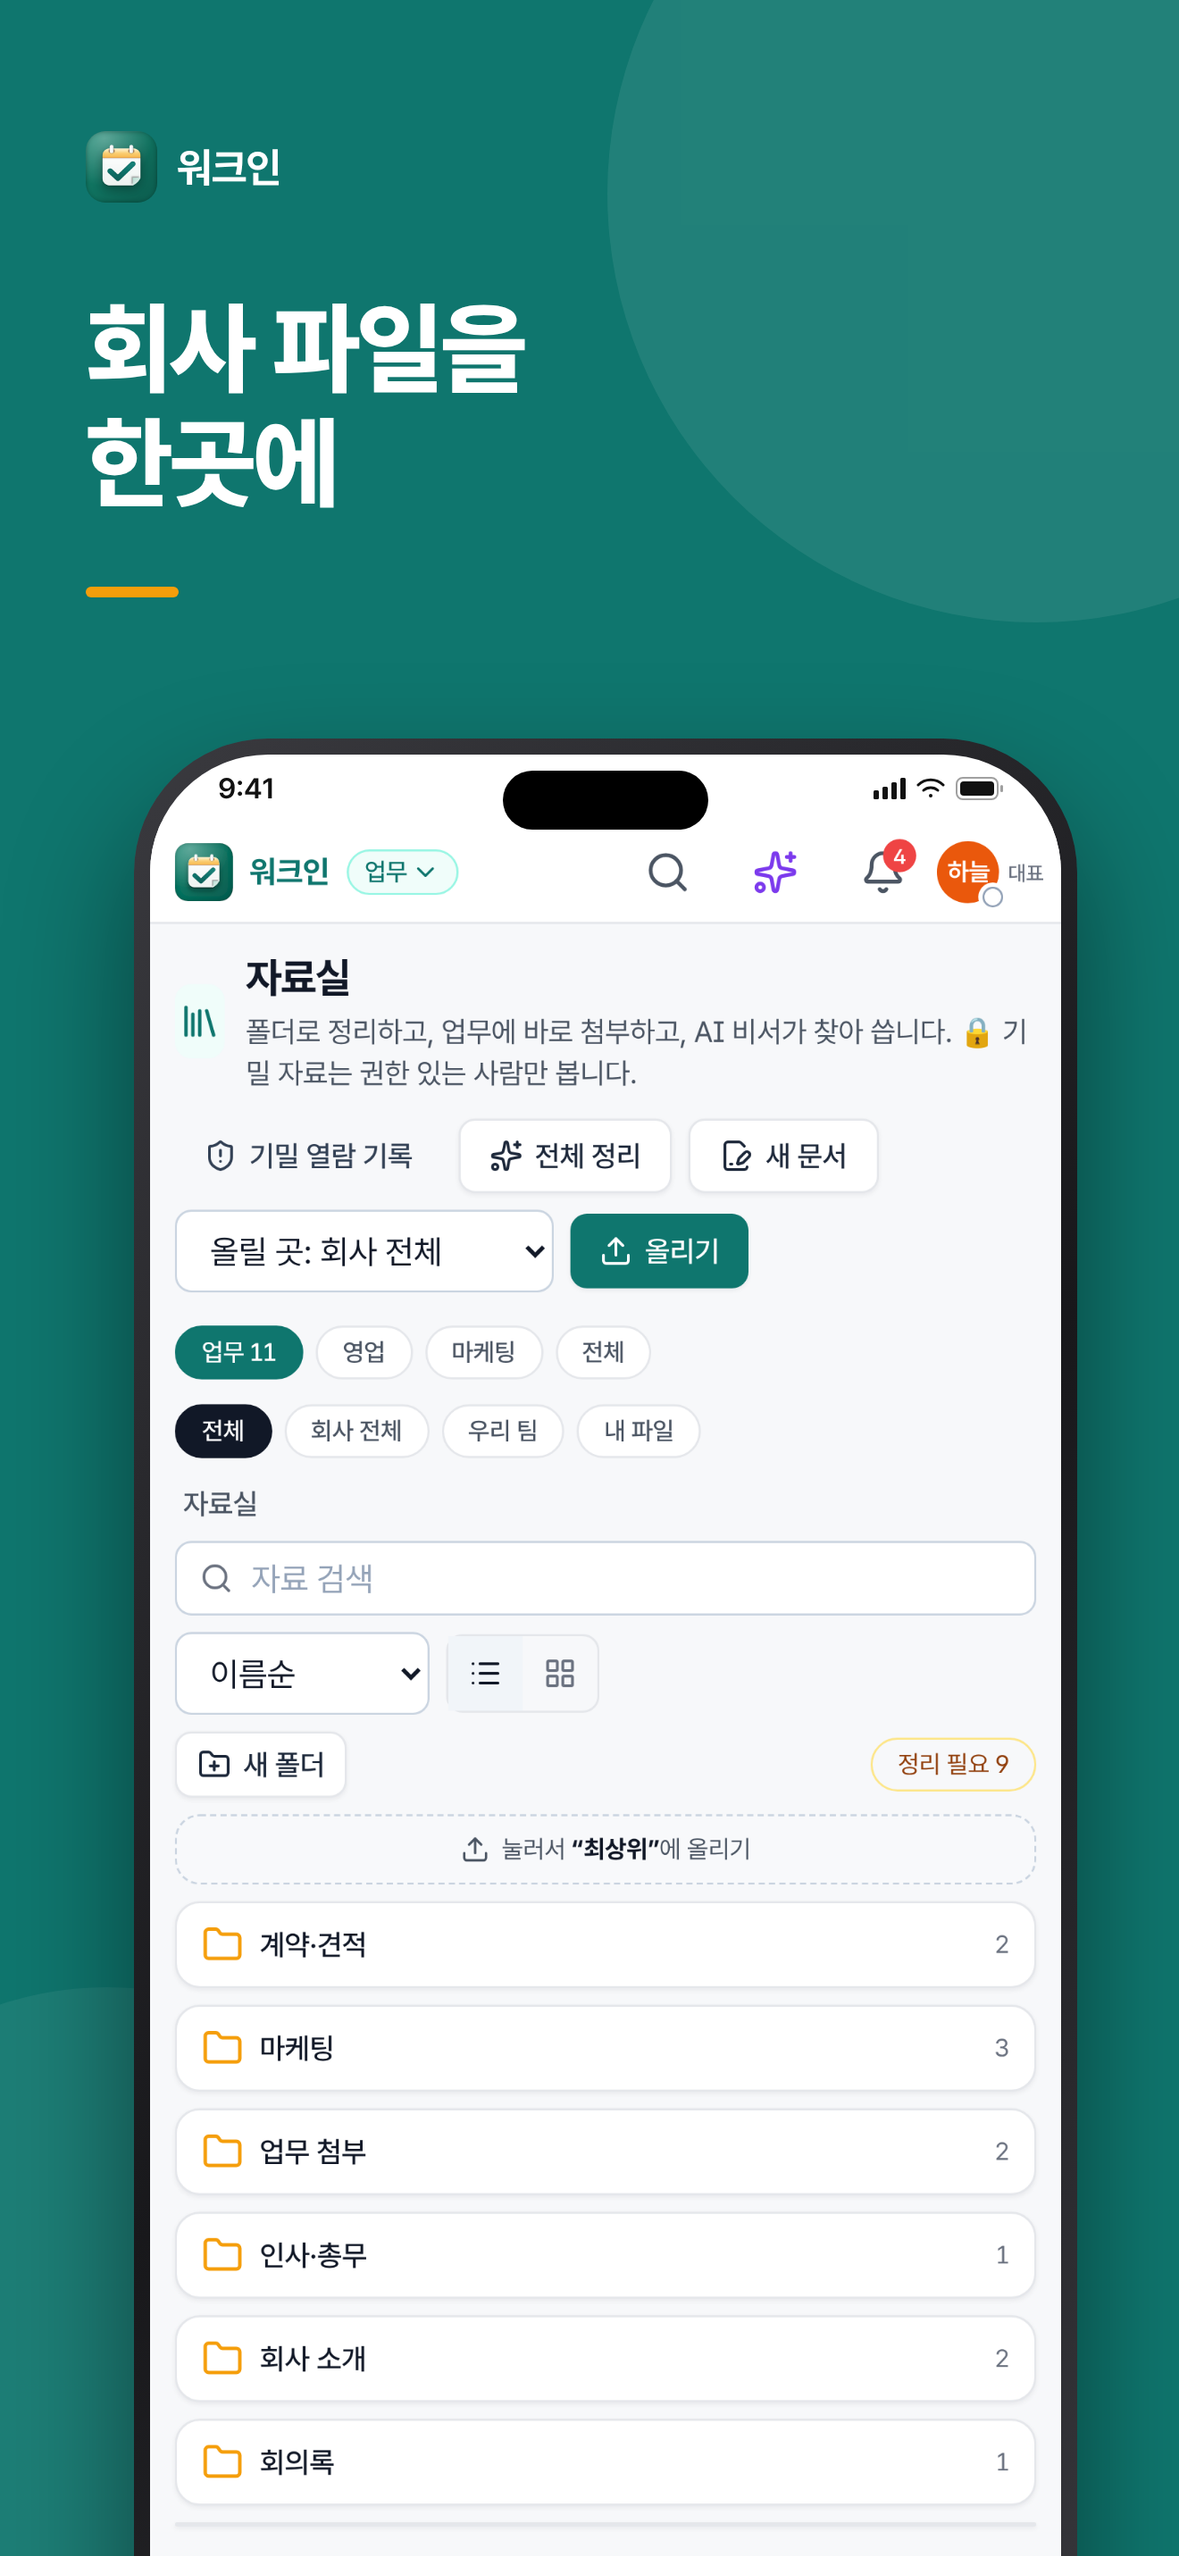 워크인
회사 파일을
한곳에
9:41
워크인 업무 4 하늘 대표
자료실
폴더로 정리하고, 업무에 바로 첨부하고, AI 비서가 찾아 씁니다. 🔒 기
밀 자료는 권한 있는 사람만 봅니다.
기밀 열람 기록 전체 정리 새 문서
올릴 곳: 회사 전체 올리기
업무 11 영업 마케팅 전체
전체 회사 전체 우리 팀 내 파일
자료실
자료 검색
이름순
새 폴더 정리 필요 9
눌러서 “최상위”에 올리기
계약·견적 2
마케팅 3
업무 첨부 2
인사·총무 1
회사 소개 2
회의록 1